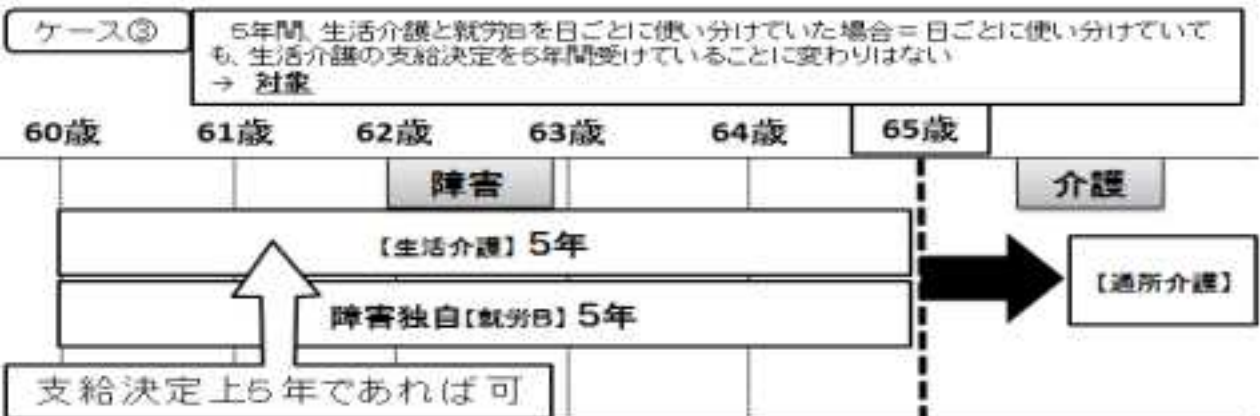 ケース③
5年間、生活介護と就労Bを日ごとに使い分けていた場合=日ごとに使い分けていて
も、生活介護の支給決定を5年間受けていることに変わりはない
→ 対象
60歳 61歳 62歳 63歳 64歳 65歳
障害 介護
【生活介護】5年
【通所介護】
障害独自【就労B】5年
支給決定上5年であれば可